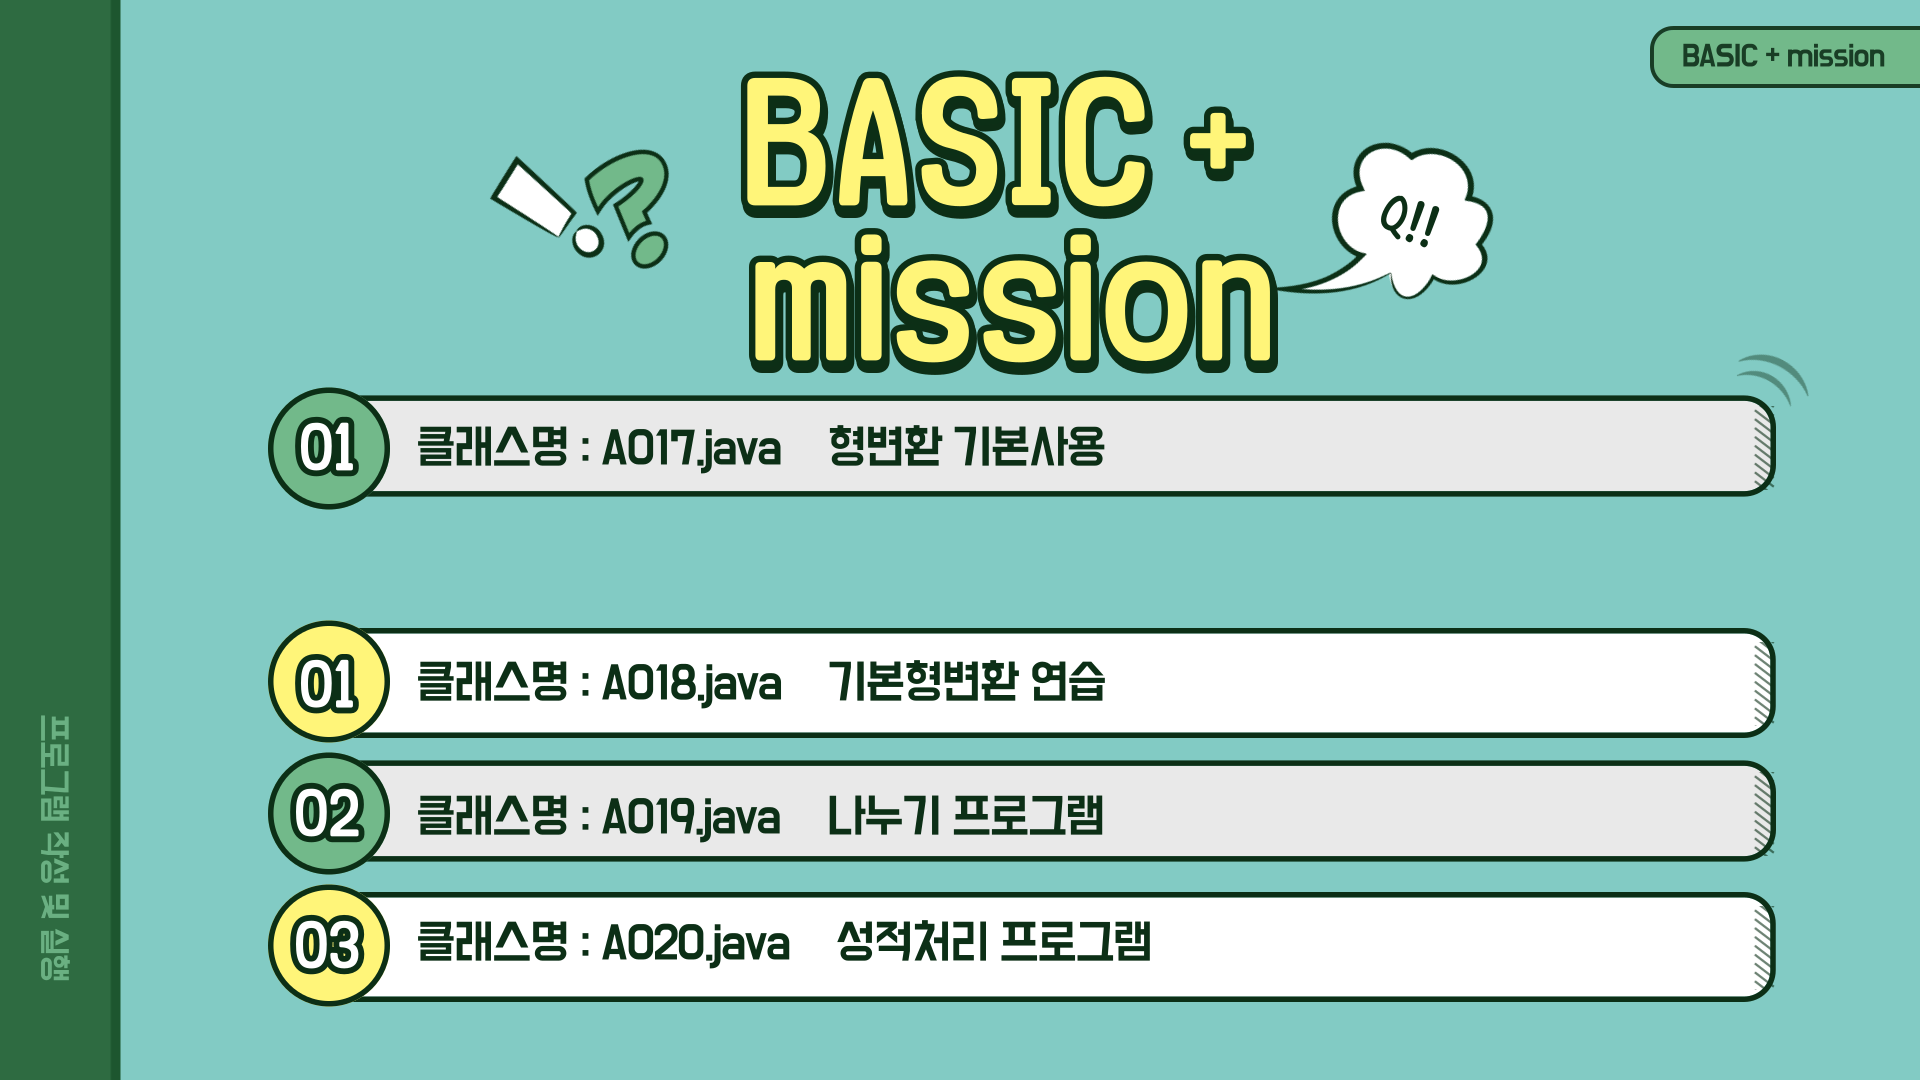 BASIC + mission
BASIC +
mission
Q!!
01 클래스명 : A017.java 형변환 기본사용
01 클래스명 : A018.java 기본형변환 연습
02 클래스명 : A019.java 나누기 프로그램
03 클래스명 : A020.java 성적처리 프로그램
프로그램 작성 및 실행